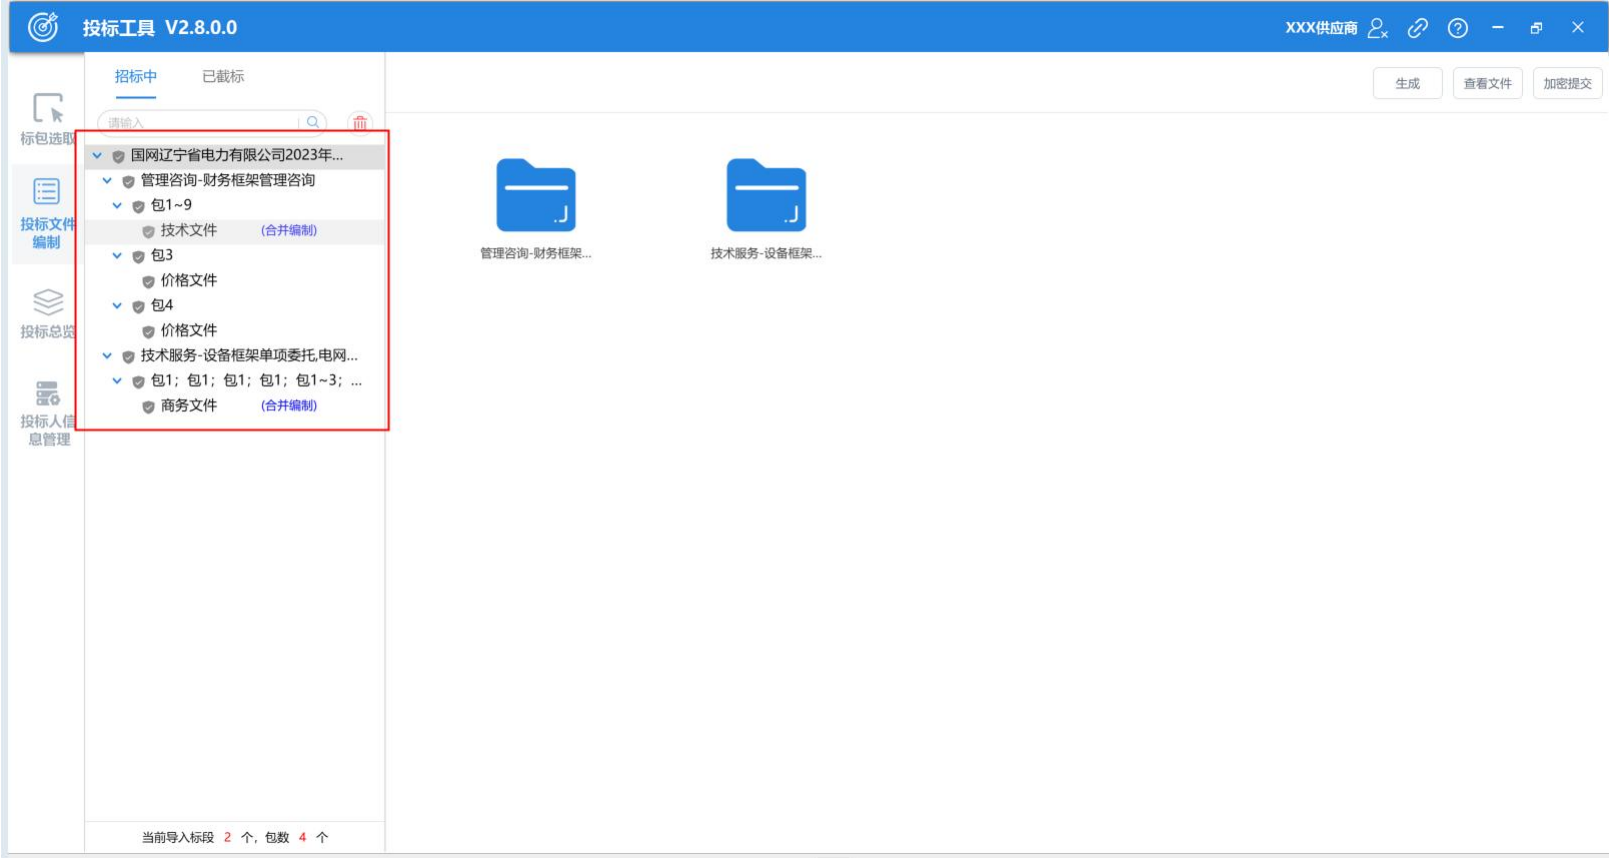 投标工具 V2.8.0.0
XXX供应商
招标中 已截标
生成 查看文件 加密提交
请输入
标包选取
投标文件
编制
投标总览
投标人信
息管理
国网辽宁省电力有限公司2023年...
管理咨询-财务框架管理咨询
包1~9
技术文件 (合并编制)
包3
价格文件
包4
价格文件
技术服务-设备框架单项委托,电网...
包1；包1；包1；包1；包1~3；...
商务文件 (合并编制)
管理咨询-财务框架...
技术服务-设备框架...
当前导入标段 2 个, 包数 4 个